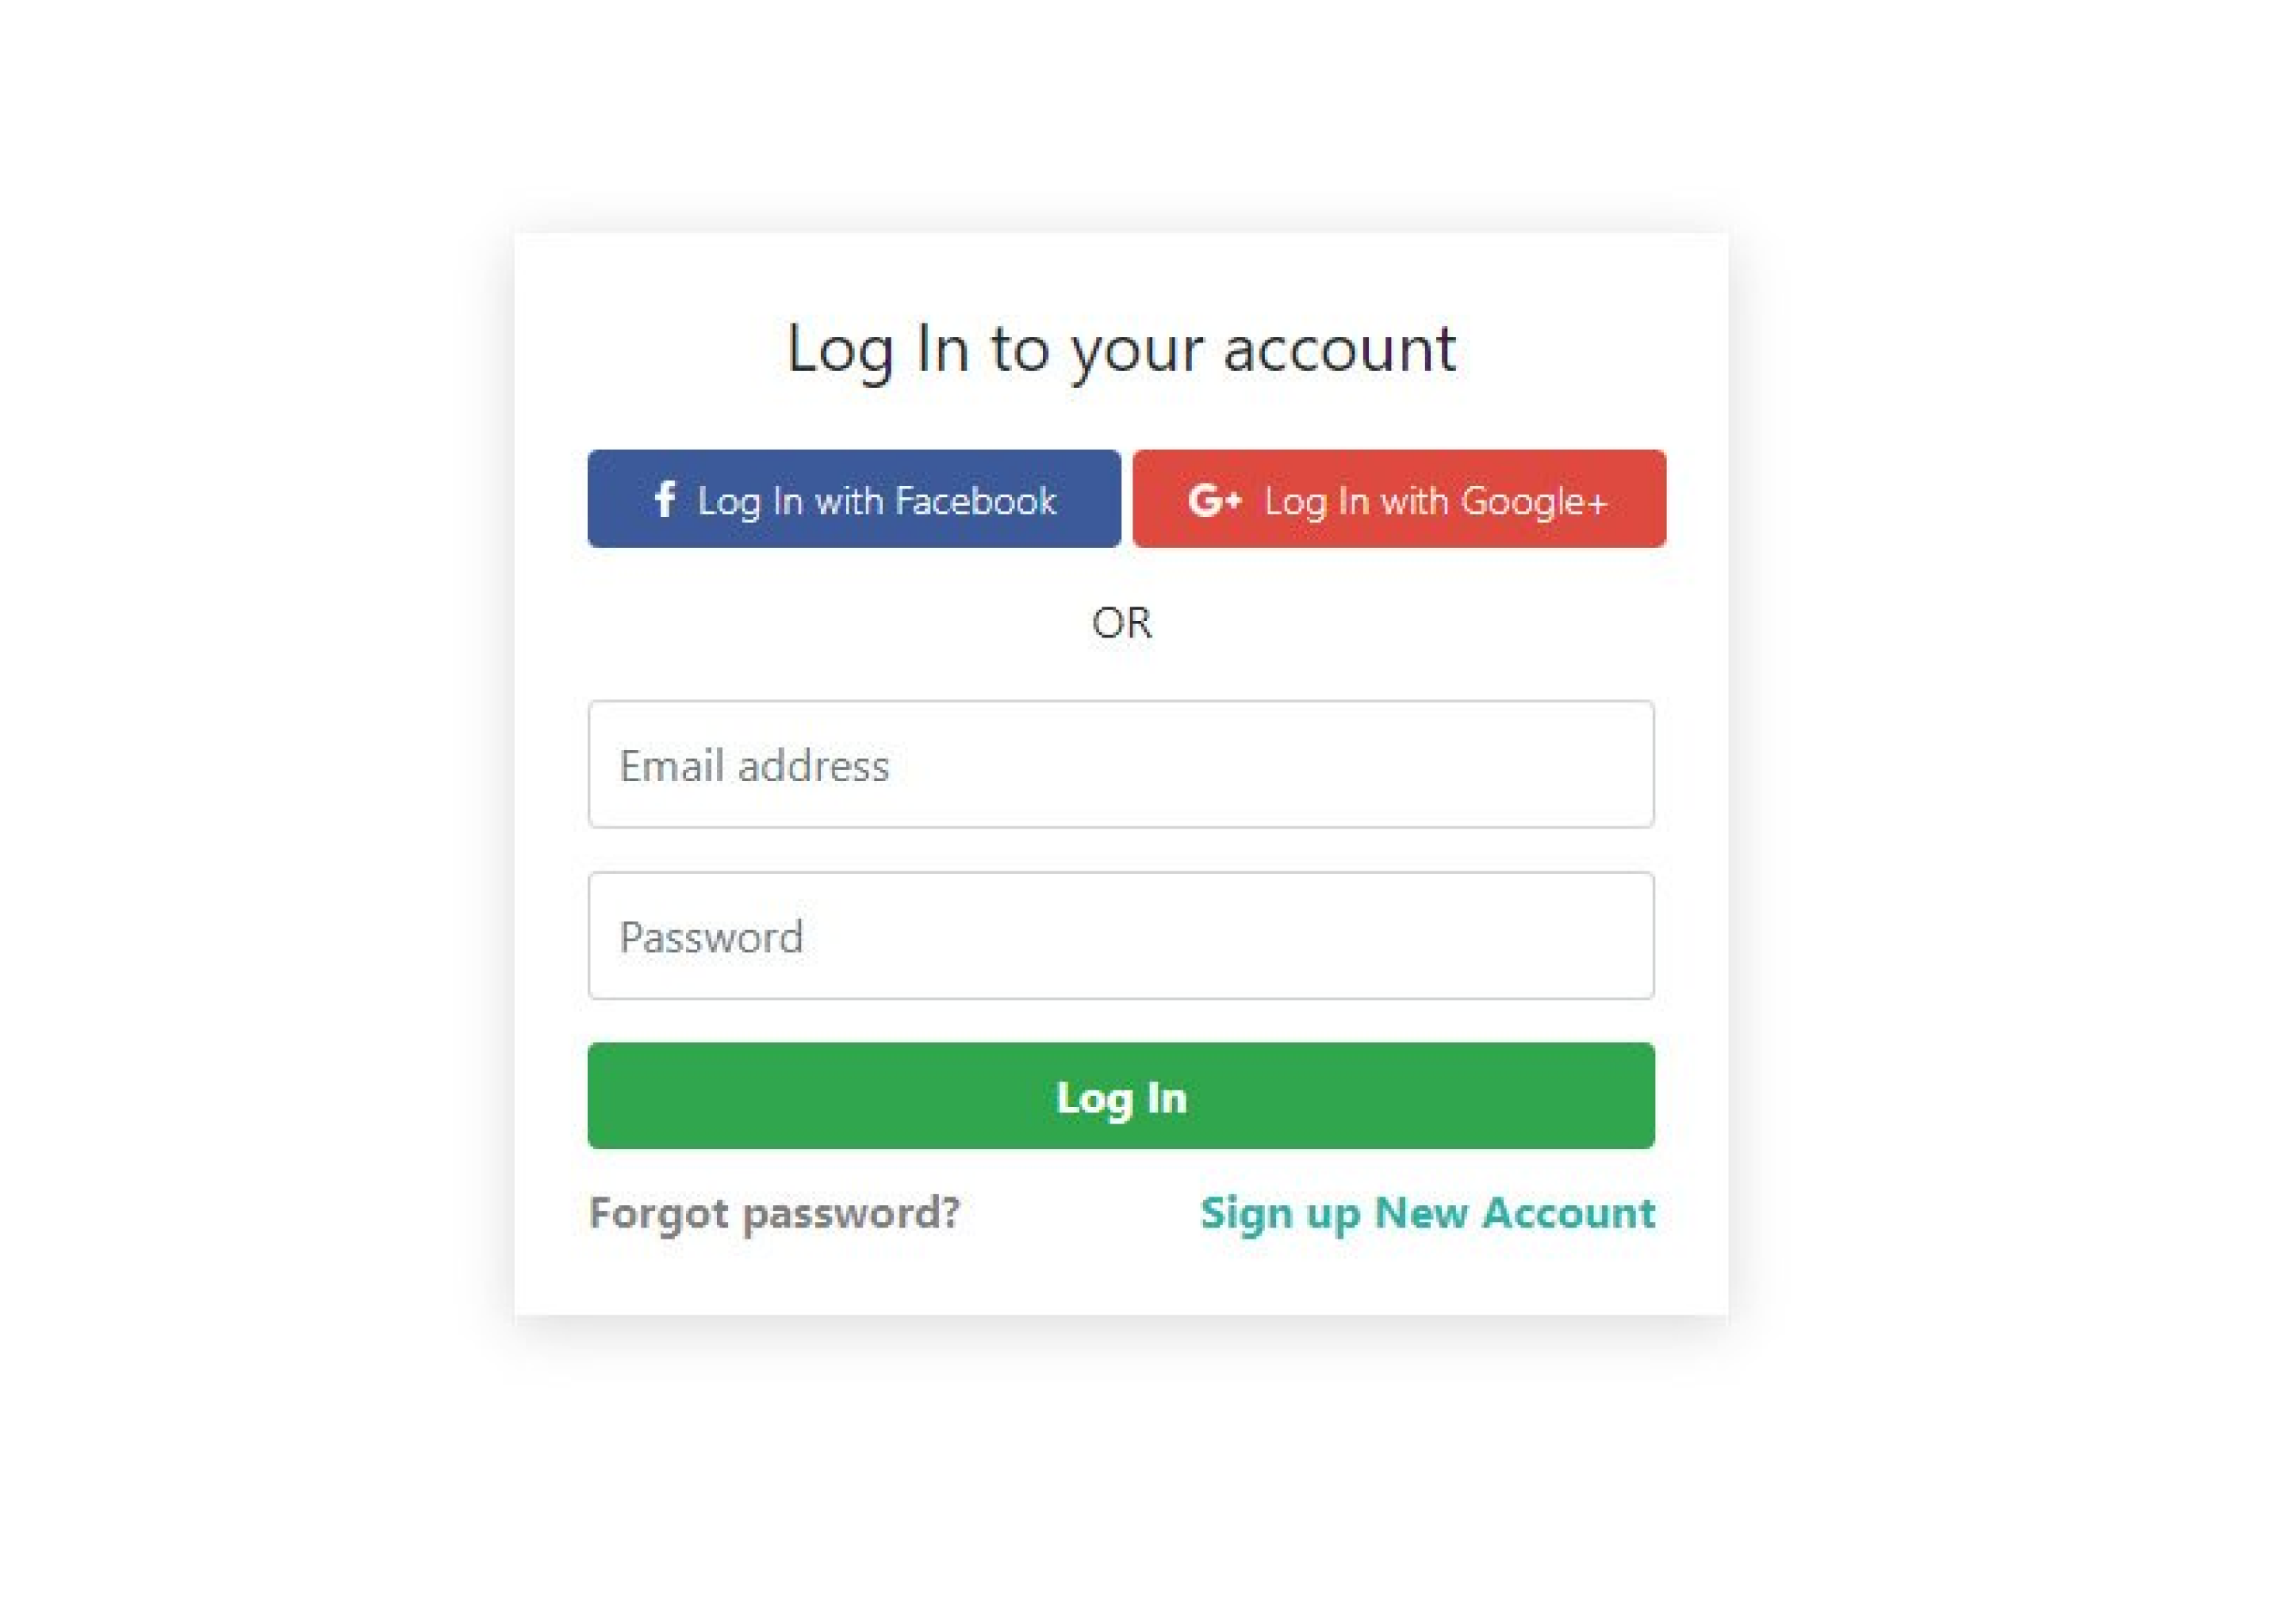 Log In to your account
f Log In with Facebook G+ Log In with Google+
OR
Email address
Password
Log In
Forgot password? Sign up New Account